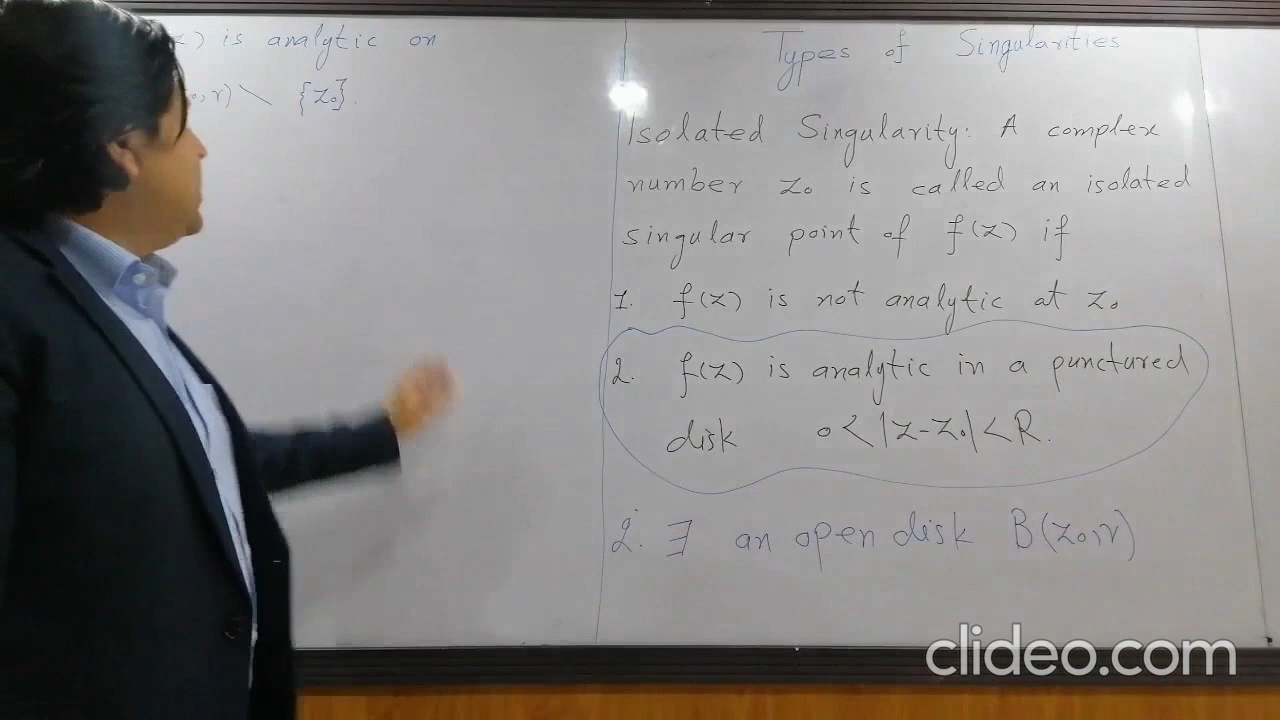 ) is analytic on
, r) \ {z₀}.
Types of Singularities
Isolated Singularity: A complex
number z₀ is called an isolated
singular point of f(z) if
1. f(z) is not analytic at z₀
2. f(z) is analytic in a punctured
disk 0<|z-z₀|<R.
2'. ∃ an open disk B(z₀,r)
clideo.com